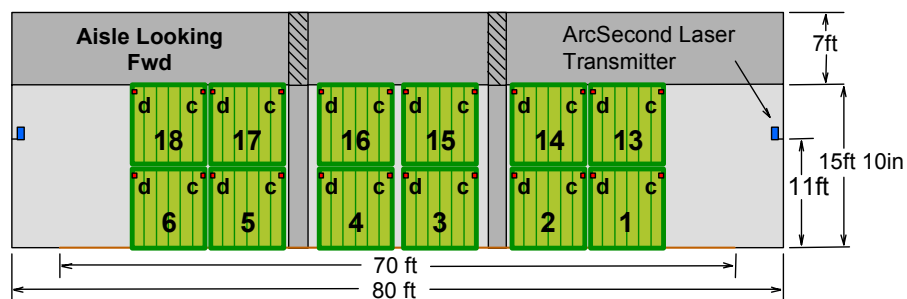 Aisle Looking
Fwd
ArcSecond Laser
Transmitter
7ft
d c d c d c d c d c d c
18 17 16 15 14 13
15ft 10in
11ft
d c d c d c d c d c d c
6 5 4 3 2 1
70 ft
80 ft